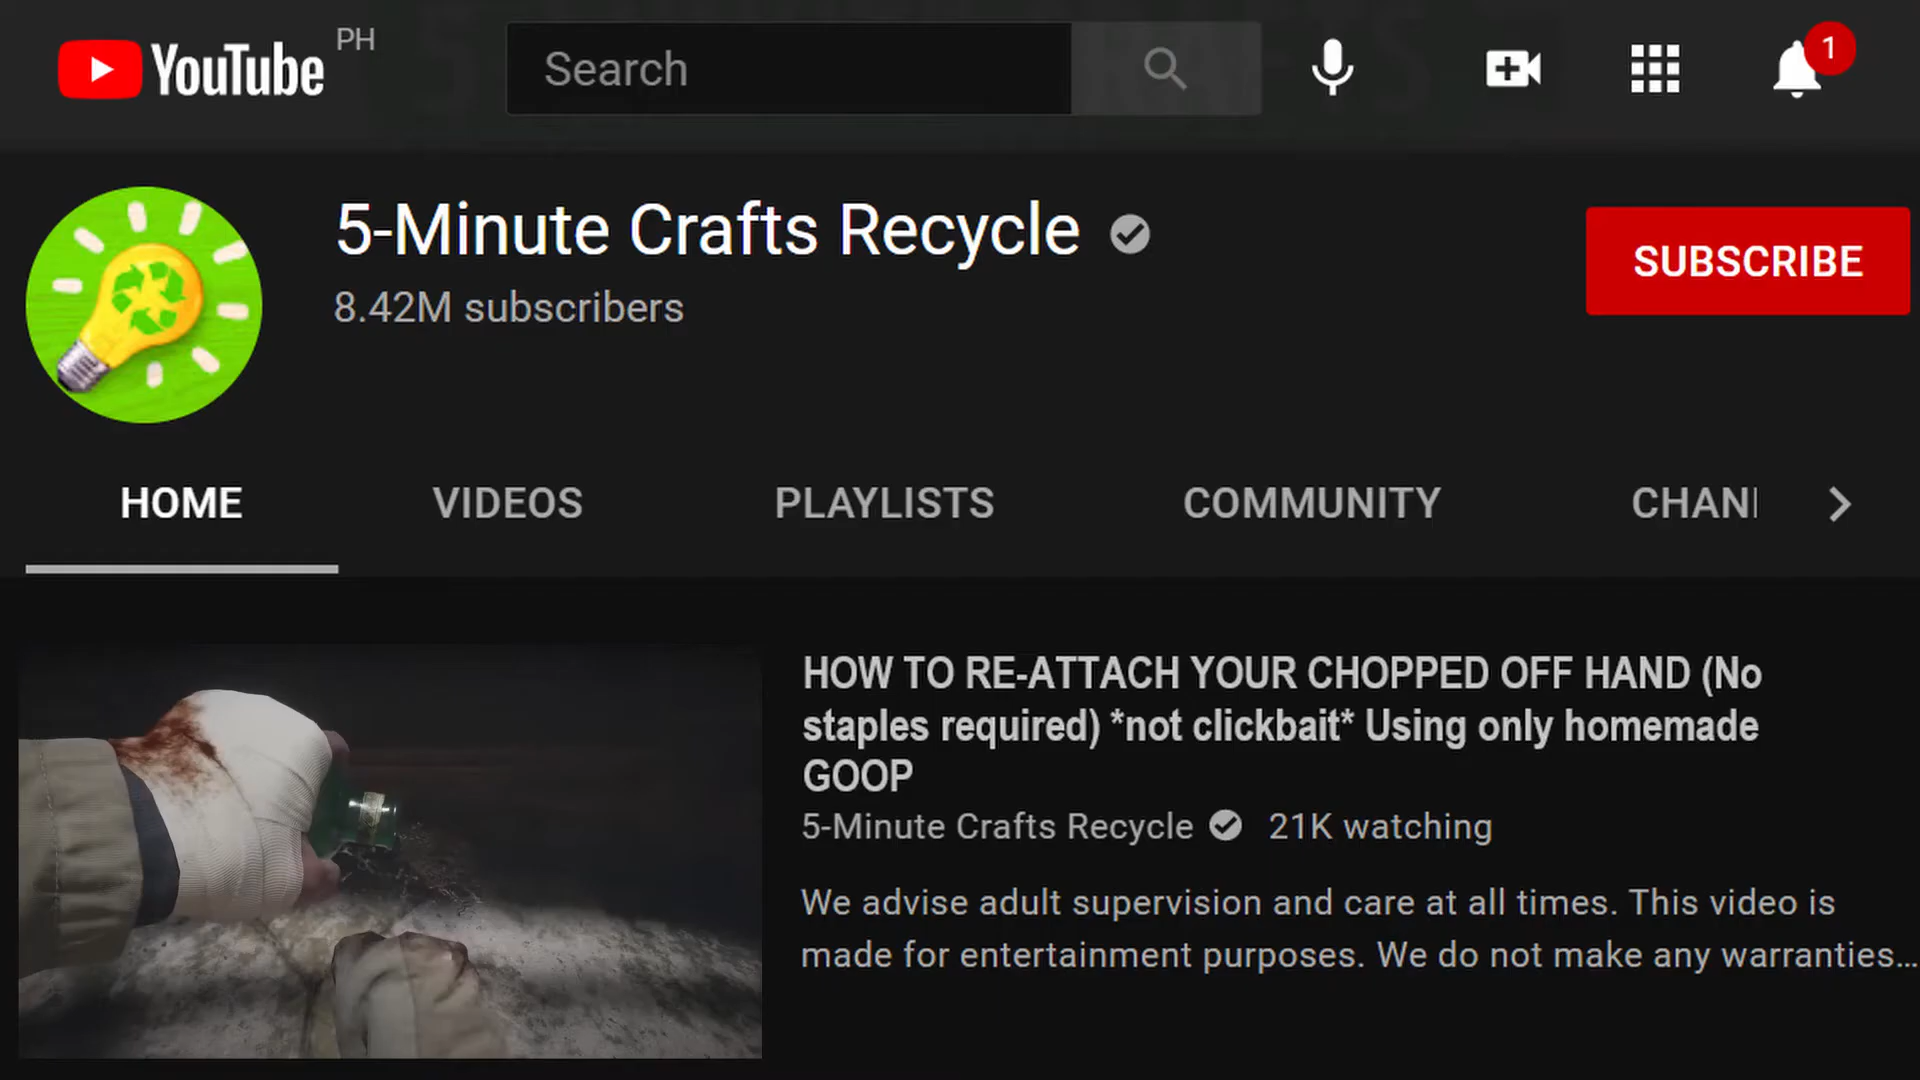 YouTube PH
Search
1
5-Minute Crafts Recycle
8.42M subscribers
SUBSCRIBE
HOME VIDEOS PLAYLISTS COMMUNITY CHAN
HOW TO RE-ATTACH YOUR CHOPPED OFF HAND (No
staples required) *not clickbait* Using only homemade
GOOP
5-Minute Crafts Recycle 21K watching
We advise adult supervision and care at all times. This video is
made for entertainment purposes. We do not make any warranties...